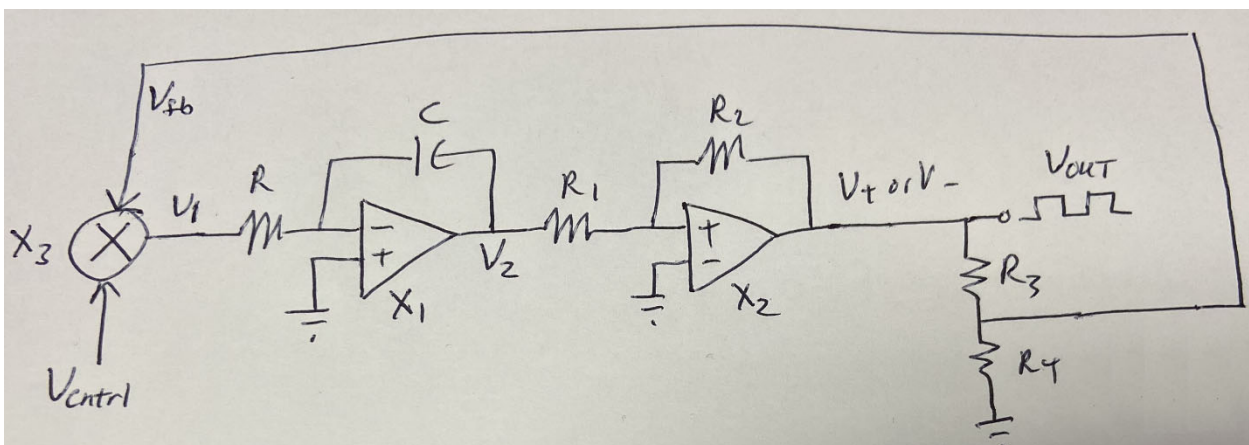 Vfb
C
R2
R
R1
V+ or V-
VOUT
X3
V1
-
+
V2
+
-
R3
X1
X2
R4
Vcntrl